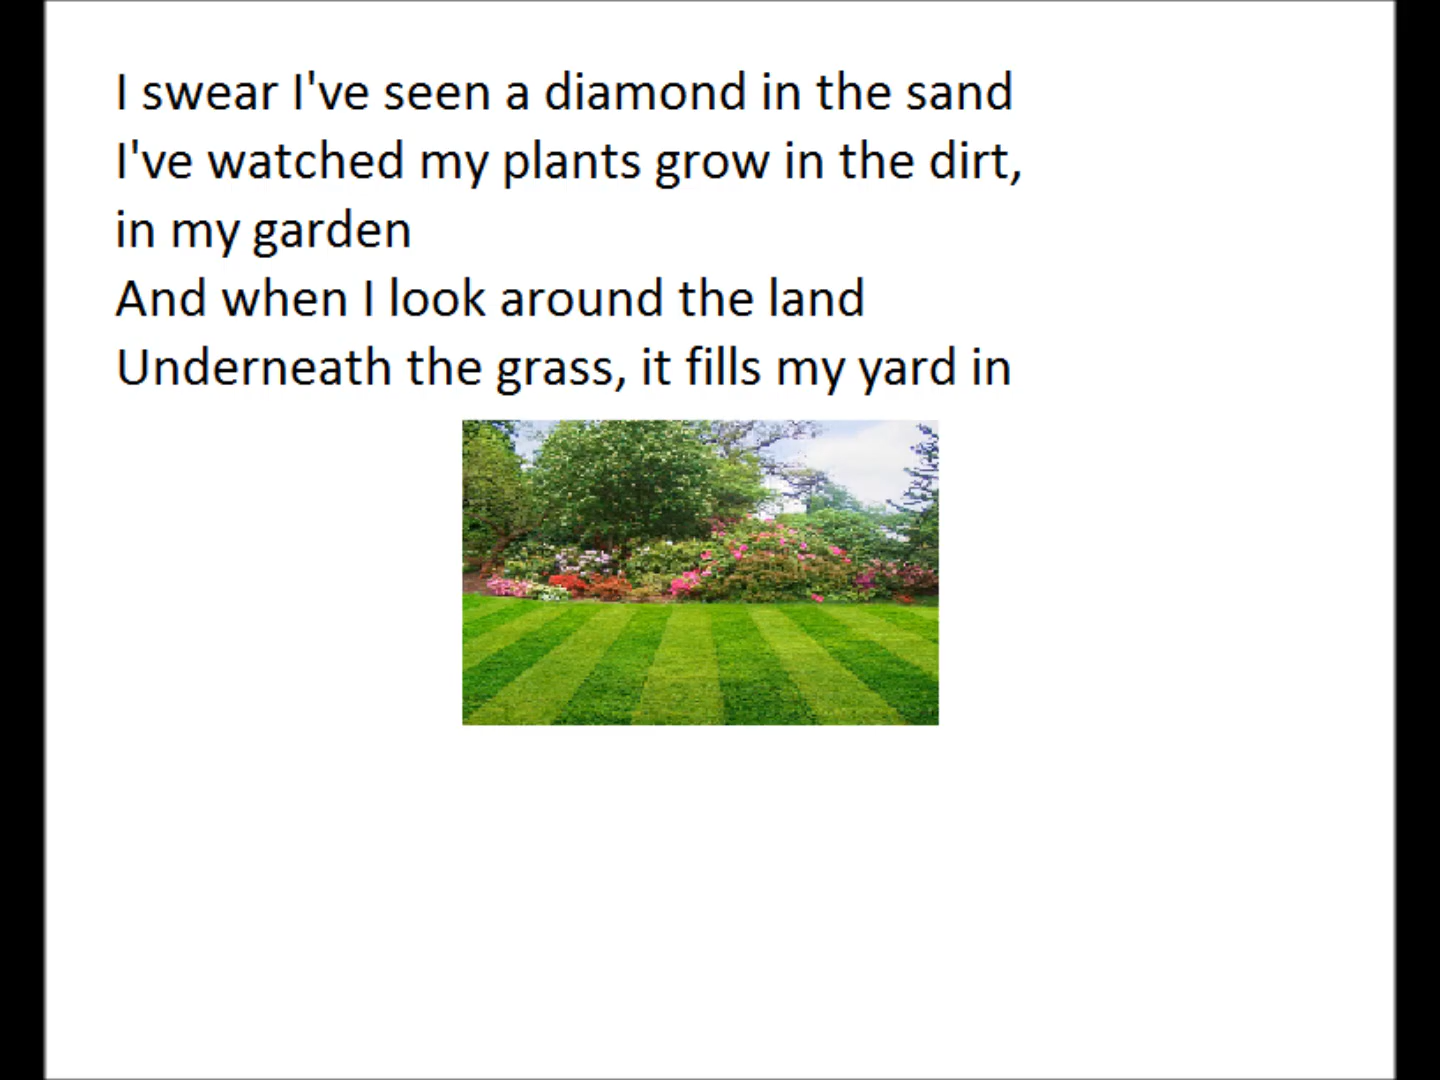 I swear I've seen a diamond in the sand
I've watched my plants grow in the dirt,
in my garden
And when I look around the land
Underneath the grass, it fills my yard in